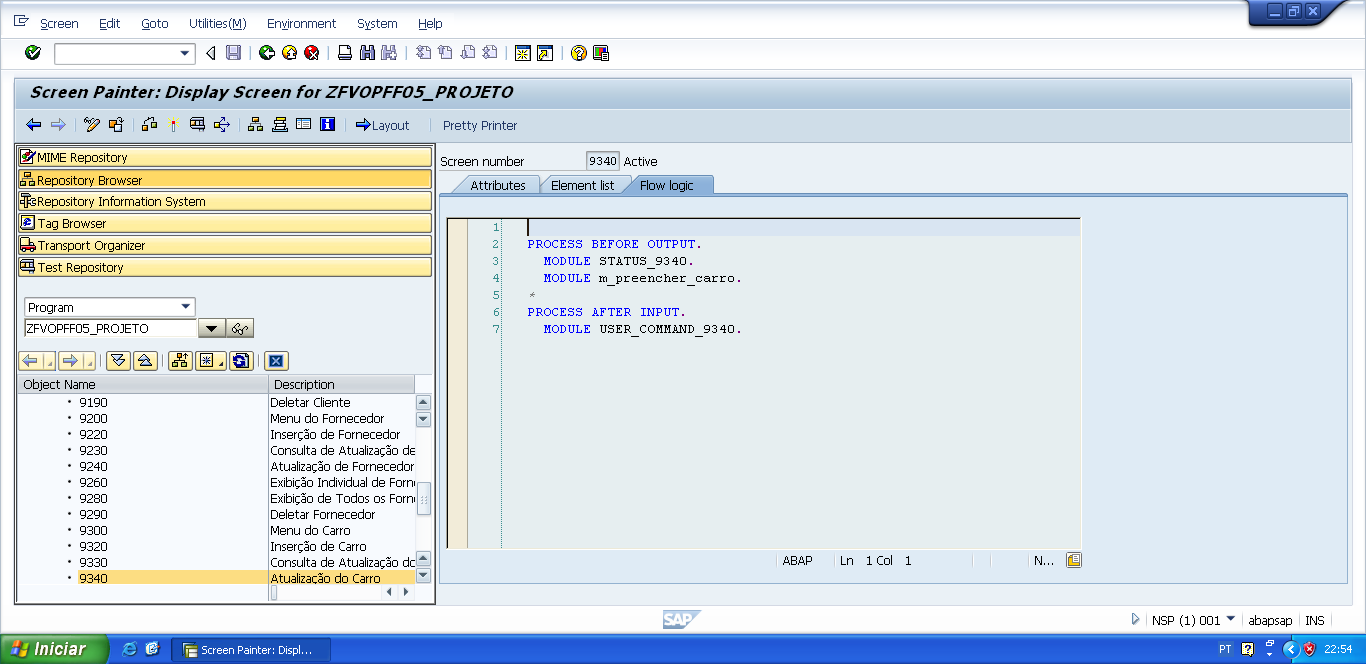 Screen Edit Goto Utilities(M) Environment System Help
Screen Painter: Display Screen for ZFVOPFF05_PROJETO
Layout Pretty Printer
MIME Repository
Repository Browser
Repository Information System
Tag Browser
Transport Organizer
Test Repository
Program
ZFVOPFF05_PROJETO
Object Name Description
9190 Deletar Cliente
9200 Menu do Fornecedor
9220 Inserção de Fornecedor
9230 Consulta de Atualização de
9240 Atualização de Fornecedor
9260 Exibição Individual de Forn
9280 Exibição de Todos os Forn
9290 Deletar Fornecedor
9300 Menu do Carro
9320 Inserção de Carro
9330 Consulta de Atualização do
9340 Atualização do Carro
Screen number 9340 Active
Attributes Element list Flow logic
1
2 PROCESS BEFORE OUTPUT.
3 MODULE STATUS_9340.
4 MODULE m_preencher_carro.
5 *
6 PROCESS AFTER INPUT.
7 MODULE USER_COMMAND_9340.
ABAP Ln 1 Col 1 N...
SAP
NSP (1) 001 abapsap INS
Iniciar Screen Painter: Displ... PT 22:54